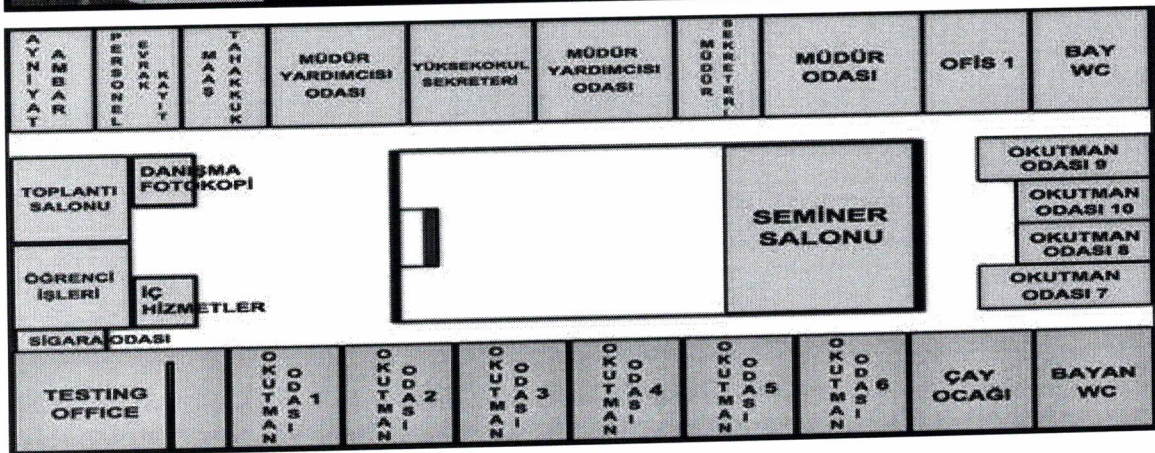 AYNİYAT
AMBAR
PERSONEL
EVRAK
KAYIT
MAAŞ
TAHAKKUK
MÜDÜR
YARDIMCISI
ODASI
YÜKSEKOKUL
SEKRETERİ
MÜDÜR
YARDIMCISI
ODASI
MÜDÜR
SEKRETERİ
MÜDÜR
ODASI
OFİS 1
BAY
WC
TOPLANTI
SALONU
DANIŞMA
FOTOKOPİ
SEMİNER
SALONU
OKUTMAN
ODASI 9
OKUTMAN
ODASI 10
OKUTMAN
ODASI 8
OKUTMAN
ODASI 7
ÖĞRENCİ
İŞLERİ
İÇ
HİZMETLER
SİGARA ODASI
TESTING
OFFICE
OKUTMAN
ODASI
1
OKUTMAN
ODASI
2
OKUTMAN
ODASI
3
OKUTMAN
ODASI
4
OKUTMAN
ODASI
5
OKUTMAN
ODASI
6
ÇAY
OCAĞI
BAYAN
WC